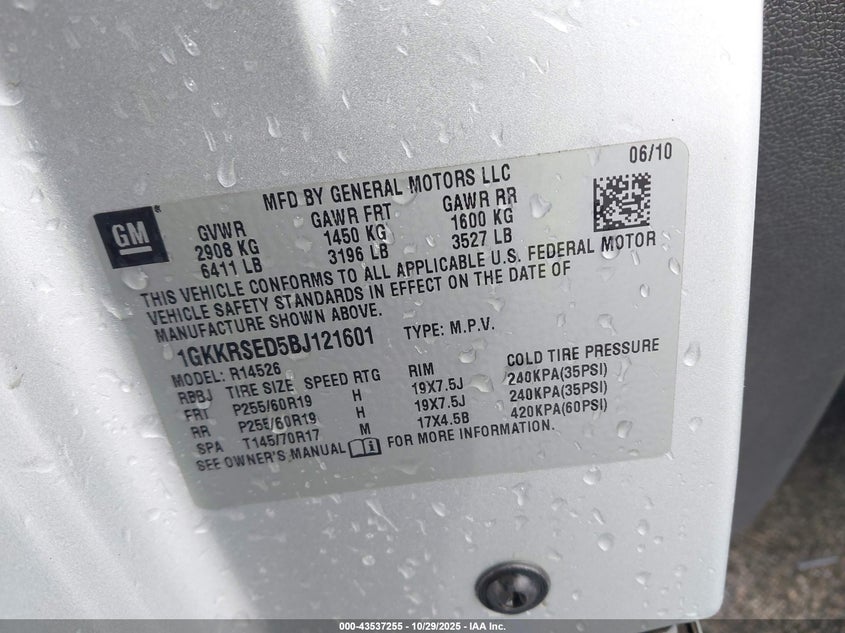 06/10
MFD BY GENERAL MOTORS LLC
GM ®
GVWR GAWR FRT GAWR RR
2908 KG 1450 KG 1600 KG
6411 LB 3196 LB 3527 LB
THIS VEHICLE CONFORMS TO ALL APPLICABLE U.S. FEDERAL MOTOR
VEHICLE SAFETY STANDARDS IN EFFECT ON THE DATE OF
MANUFACTURE SHOWN ABOVE.
1GKKRSED5BJ121601 TYPE: M.P.V.
MODEL: R14526
RBBJ TIRE SIZE SPEED RTG RIM COLD TIRE PRESSURE
FRT P255/60R19 H 19X7.5J 240KPA(35PSI)
RR P255/60R19 H 19X7.5J 240KPA(35PSI)
SPA T145/70R17 M 17X4.5B 420KPA(60PSI)
SEE OWNER'S MANUAL FOR MORE INFORMATION.
000-43537255 - 10/29/2025 - IAA Inc.